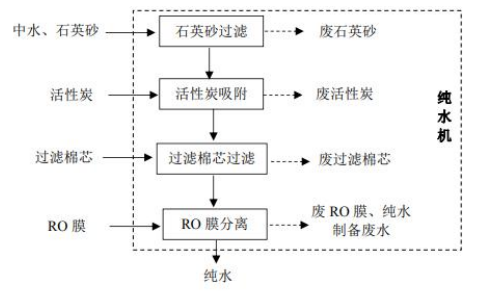 中水、石英砂
石英砂过滤
废石英砂
活性炭
活性炭吸附
废活性炭
纯水机
过滤棉芯
过滤棉芯过滤
废过滤棉芯
RO 膜
RO 膜分离
废 RO 膜、纯水
制备废水
纯水